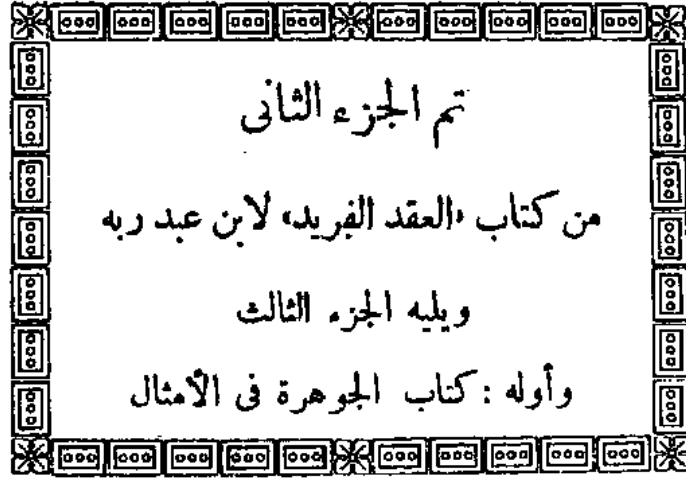 تم الجزء الثانى
من كتاب «العقد الفريد» لابن عبد ربه
ويليه الجزء الثالث
وأوله : كتاب الجوهرة فى الأمثال